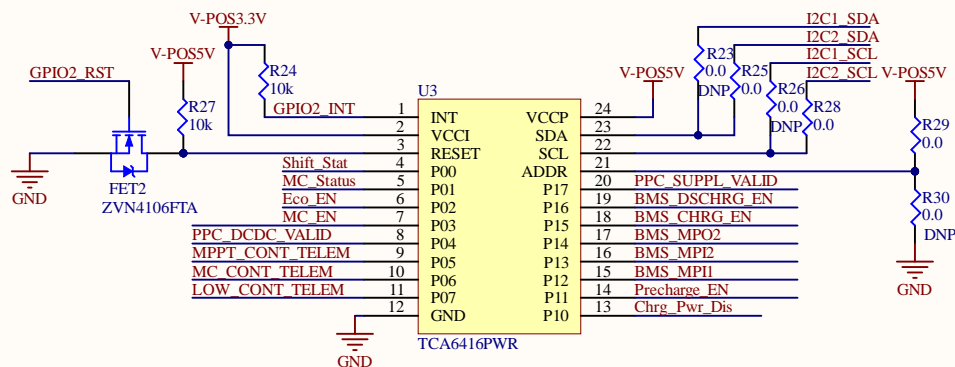 V-POS3.3V
I2C1_SDA
I2C2_SDA
I2C1_SCL
I2C2_SCL
V-POS5V
R24
10k
R23
0.0
DNP
R25
0.0
R26
0.0
DNP
R28
0.0
V-POS5V
V-POS5V
GPIO2_RST
R27
10k
GPIO2_INT
U3
R29
0.0
1 INT VCCP 24
2 VCCI SDA 23
3 RESET SCL 22
4 P00 ADDR 21
5 P01 P17 20
6 P02 P16 19
7 P03 P15 18
8 P04 P14 17
9 P05 P13 16
10 P06 P12 15
11 P07 P11 14
12 GND P10 13
Shift_Stat
MC_Status
Eco_EN
MC_EN
PPC_DCDC_VALID
MPPT_CONT_TELEM
MC_CONT_TELEM
LOW_CONT_TELEM
PPC_SUPPL_VALID
BMS_DSCHRG_EN
BMS_CHRG_EN
BMS_MPO2
BMS_MPI2
BMS_MPI1
Precharge_EN
Chrg_Pwr_Dis
R30
0.0
DNP
GND
FET2
ZVN4106FTA
GND
GND
TCA6416PWR